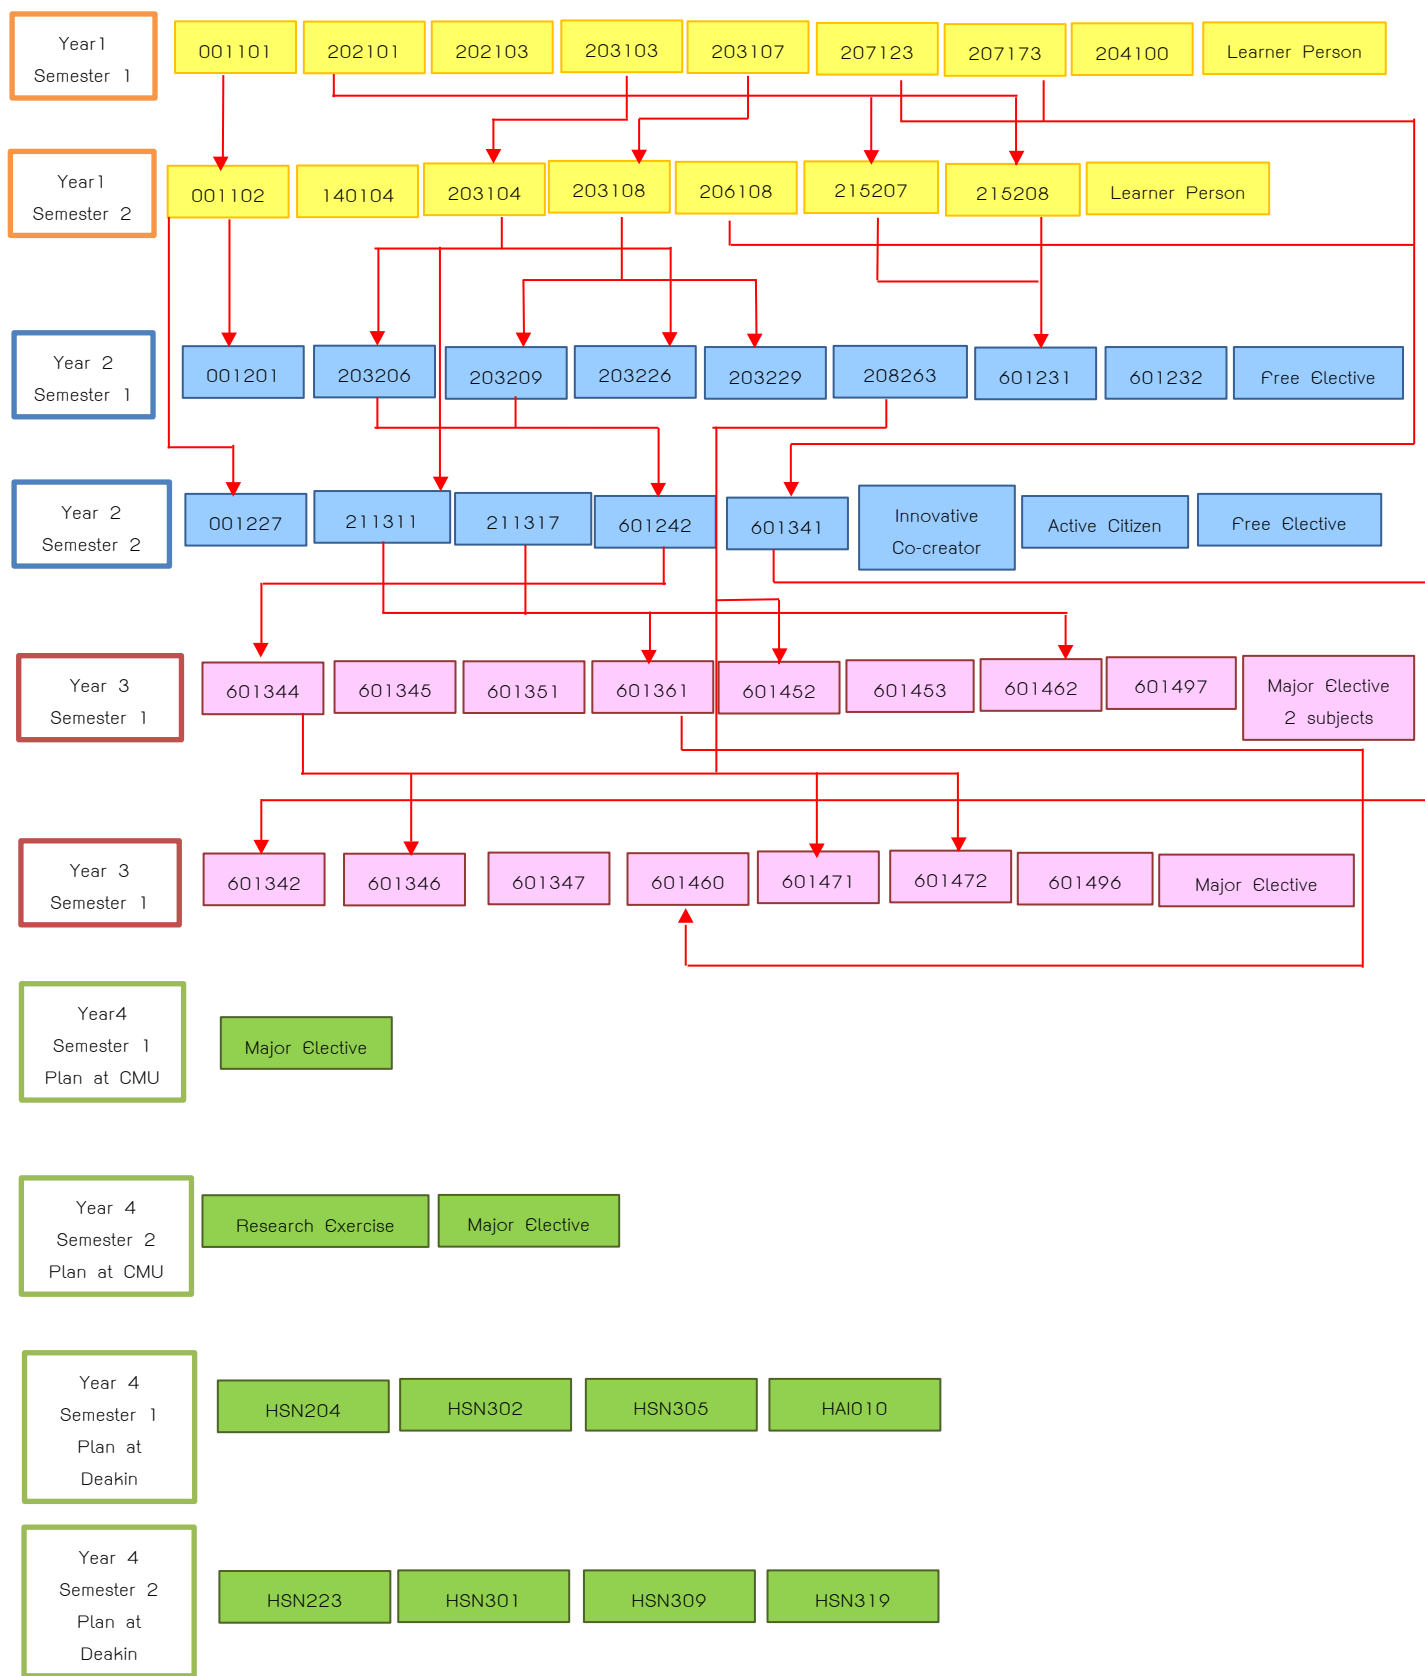 Year1
Semester 1
001101
202101
202103
203103
203107
207123
207173
204100
Learner Person
Year1
Semester 2
001102
140104
203104
203108
206108
215207
215208
Learner Person
Year 2
Semester 1
001201
203206
203209
203226
203229
208263
601231
601232
Free Elective
Year 2
Semester 2
001227
211311
211317
601242
601341
Innovative
Co-creator
Active Citizen
Free Elective
Year 3
Semester 1
601344
601345
601351
601361
601452
601453
601462
601497
Major Elective
2 subjects
Year 3
Semester 1
601342
601346
601347
601460
601471
601472
601496
Major Elective
Year4
Semester 1
Plan at CMU
Major Elective
Year 4
Semester 2
Plan at CMU
Research Exercise
Major Elective
Year 4
Semester 1
Plan at
Deakin
HSN204
HSN302
HSN305
HAI010
Year 4
Semester 2
Plan at
Deakin
HSN223
HSN301
HSN309
HSN319